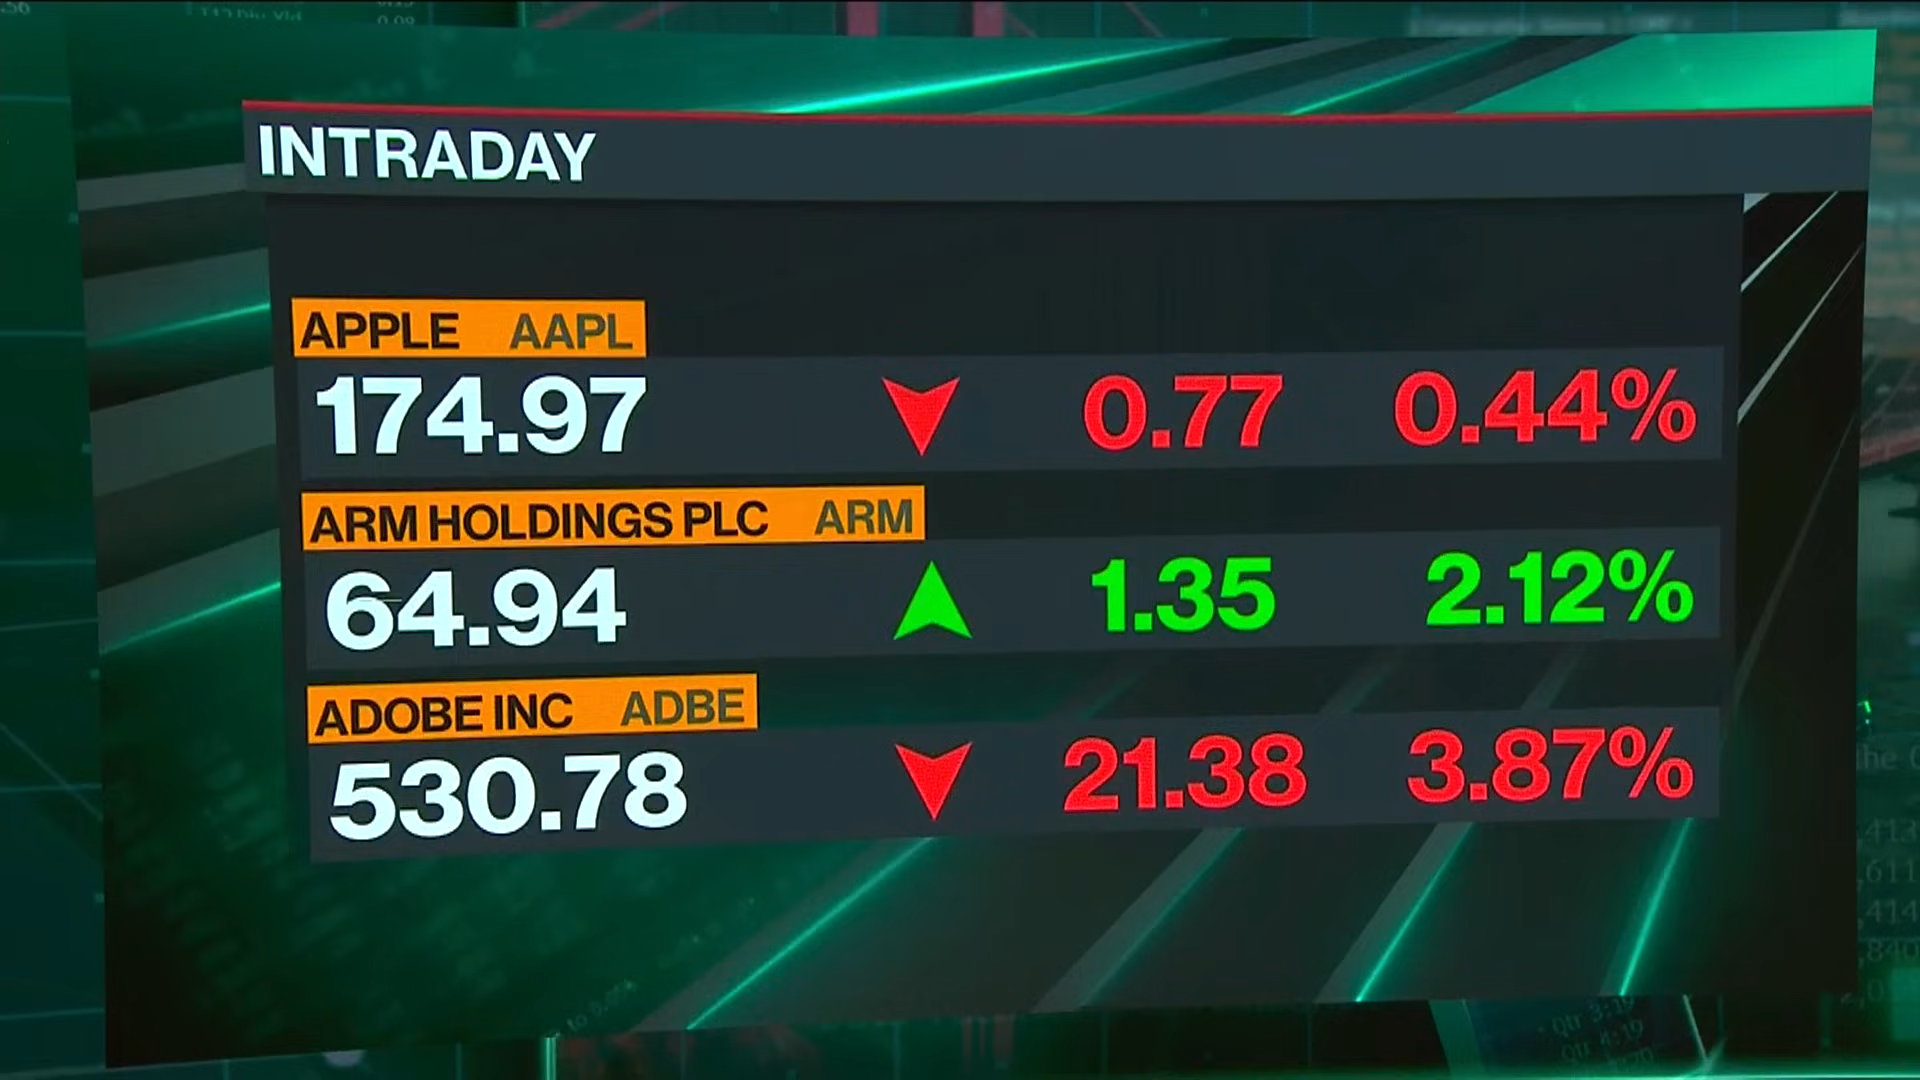 INTRADAY
APPLE AAPL
174.97 0.77 0.44%
ARM HOLDINGS PLC ARM
64.94 1.35 2.12%
ADOBE INC ADBE
530.78 21.38 3.87%